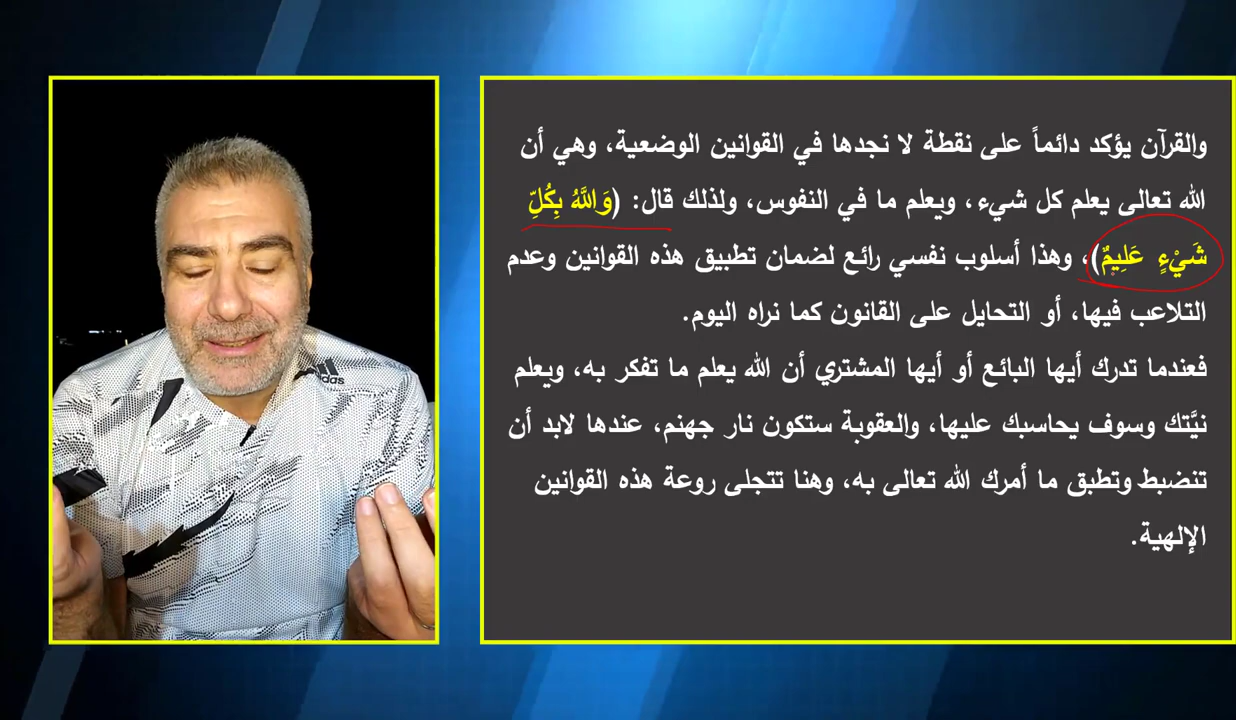 والقرآن يؤكد دائماً على نقطة لا نجدها في القوانين الوضعية، وهي أن
الله تعالى يعلم كل شيء، ويعلم ما في النفوس، ولذلك قال: (وَاللَّهُ بِكُلِّ
شَيْءٍ عَلِيمٌ)، وهذا أسلوب نفسي رائع لضمان تطبيق هذه القوانين وعدم
التلاعب فيها، أو التحايل على القانون كما نراه اليوم.
فعندما تدرك أيها البائع أو أيها المشتري أن الله يعلم ما تفكر به، ويعلم
نيَّتك وسوف يحاسبك عليها، والعقوبة ستكون نار جهنم، عندها لابد أن
تنضبط وتطبق ما أمرك الله تعالى به، وهنا تتجلى روعة هذه القوانين
الإلهية.
adidas